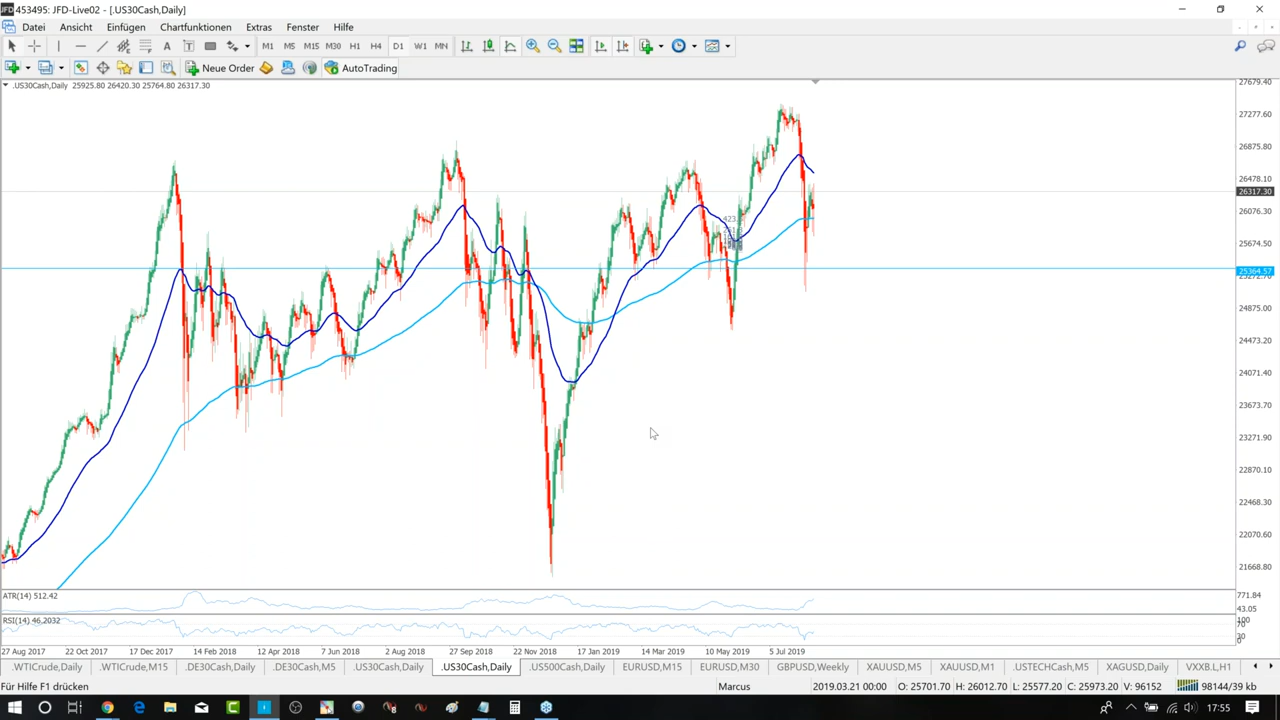 453495: JFD-Live02 - [.US30Cash,Daily]
Datei Ansicht Einfügen Chartfunktionen Extras Fenster Hilfe
M1 M5 M15 M30 H1 H4 D1 W1 MN
Neue Order AutoTrading
.US30Cash,Daily 25925.80 26420.30 25764.80 26317.30
27679.40
27277.60
26875.80
26478.10
26317.30
26076.30
25674.50
25364.57
24875.00
24473.20
24071.40
23673.70
23271.90
22870.10
22468.30
22070.60
21668.80
ATR(14) 512.42
771.84
43.05
RSI(14) 46.2032
100
70
30
0
27 Aug 2017 22 Oct 2017 17 Dec 2017 14 Feb 2018 12 Apr 2018 7 Jun 2018 2 Aug 2018 27 Sep 2018 22 Nov 2018 17 Jan 2019 14 Mar 2019 10 May 2019 5 Jul 2019
.WTICrude,Daily .WTICrude,M15 .DE30Cash,Daily .DE30Cash,M5 .US30Cash,Daily .US30Cash,Daily .US500Cash,Daily EURUSD,M15 EURUSD,M30 GBPUSD,Weekly XAUUSD,M5 XAUUSD,M1 .USTECHCash,M5 XAGUSD,Daily VXXB.L,H1
Für Hilfe F1 drücken Marcus 2019.03.21 00:00 O: 25701.70 H: 26012.70 L: 25577.20 C: 25973.20 V: 96152 98144/39 kb
17:55